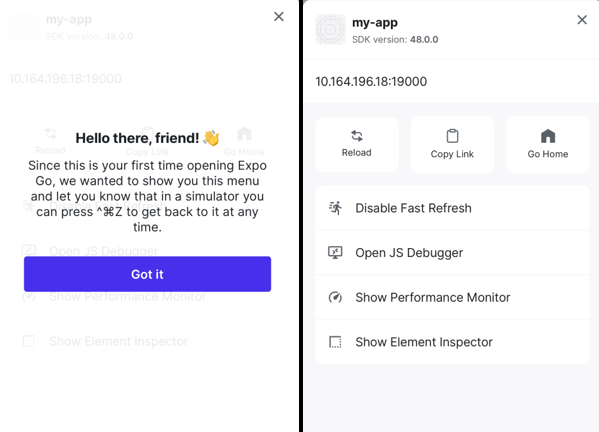 my-app
SDK version: 48.0.0
10.164.196.18:19000
Reload
Copy Link
Go Home
Hello there, friend! 👋
Since this is your first time opening Expo
Go, we wanted to show you this menu
and let you know that in a simulator you
can press ^⌘Z to get back to it at any
time.
Open JS Debugger
Got it
Show Performance Monitor
Show Element Inspector
my-app
SDK version: 48.0.0
10.164.196.18:19000
Reload
Copy Link
Go Home
Disable Fast Refresh
Open JS Debugger
Show Performance Monitor
Show Element Inspector